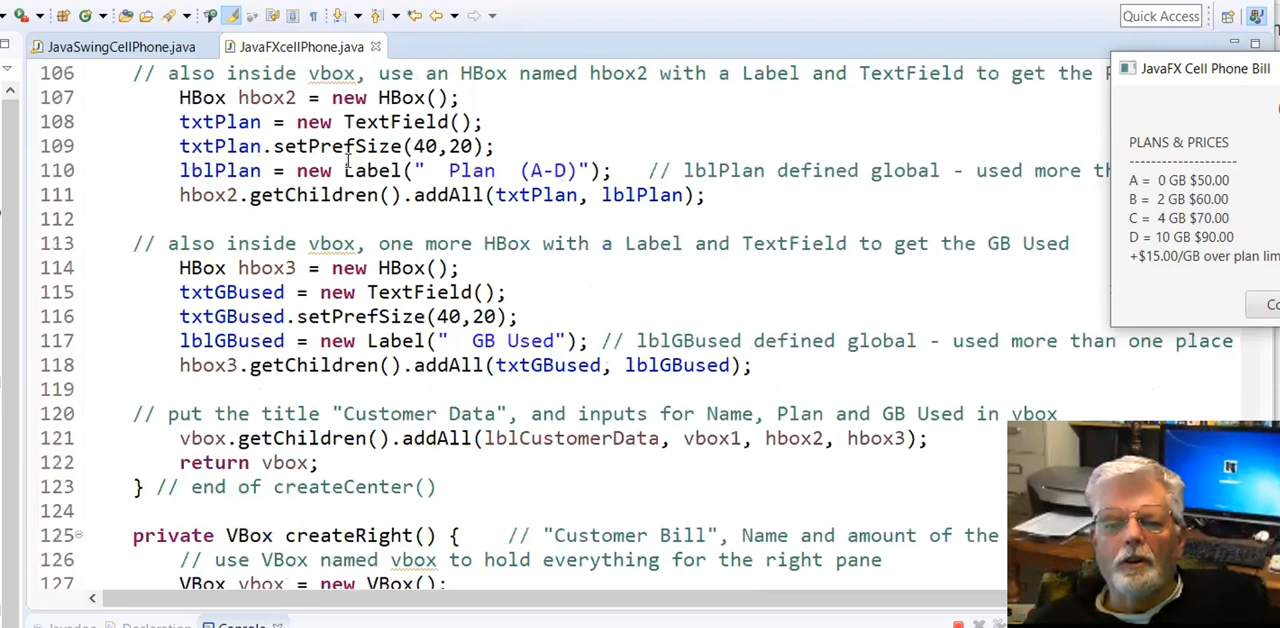 Quick Access
JavaSwingCellPhone.java
JavaFXcellPhone.java
106 // also inside vbox, use an HBox named hbox2 with a Label and TextField to get the
107 HBox hbox2 = new HBox();
108 txtPlan = new TextField();
109 txtPlan.setPrefSize(40,20);
110 lblPlan = new Label("  Plan  (A-D)"); // lblPlan defined global - used more th
111 hbox2.getChildren().addAll(txtPlan, lblPlan);
112
113 // also inside vbox, one more HBox with a Label and TextField to get the GB Used
114 HBox hbox3 = new HBox();
115 txtGBused = new TextField();
116 txtGBused.setPrefSize(40,20);
117 lblGBused = new Label("  GB Used"); // lblGBused defined global - used more than one place
118 hbox3.getChildren().addAll(txtGBused, lblGBused);
119
120 // put the title "Customer Data", and inputs for Name, Plan and GB Used in vbox
121 vbox.getChildren().addAll(lblCustomerData, vbox1, hbox2, hbox3);
122 return vbox;
123 } // end of createCenter()
124
125 private VBox createRight() { // "Customer Bill", Name and amount of the
126 // use VBox named vbox to hold everything for the right pane
127 VBox vbox = new VBox();
JavaFX Cell Phone Bill
PLANS & PRICES
--------------------
A = 0 GB $50.00
B = 2 GB $60.00
C = 4 GB $70.00
D = 10 GB $90.00
+$15.00/GB over plan lim
Co
Javadoc
Declaration
Console